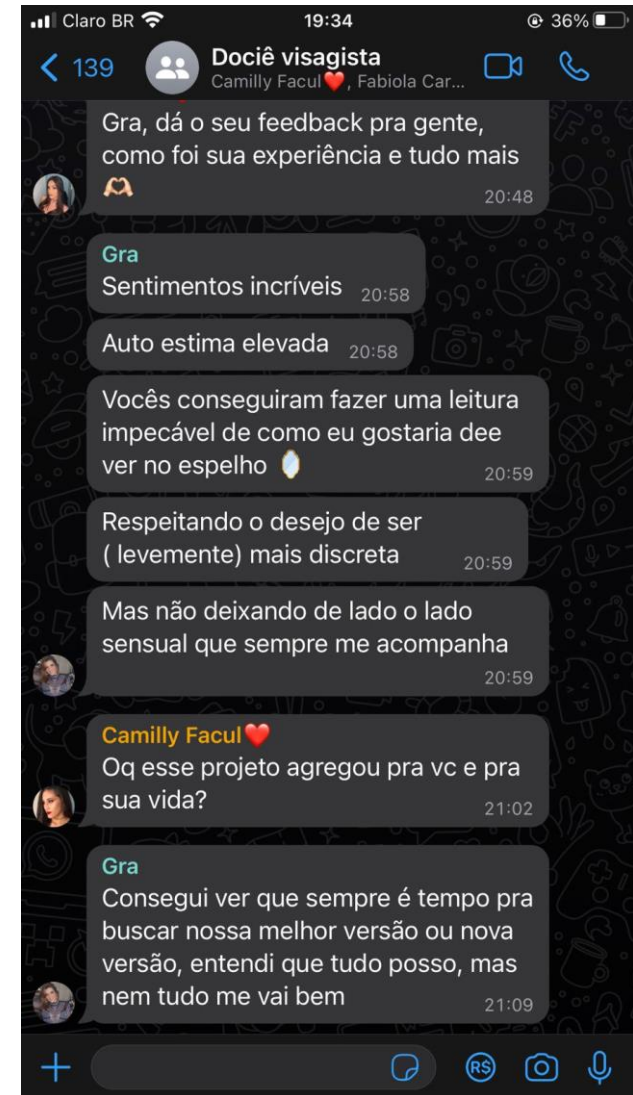 Claro BR
19:34
36%
139
Dociê visagista
Camilly Facul❤️, Fabiola Car...
Gra, dá o seu feedback pra gente,
como foi sua experiência e tudo mais
🫶🏻
20:48
Gra
Sentimentos incríveis 20:58
Auto estima elevada 20:58
Vocês conseguiram fazer uma leitura
impecável de como eu gostaria dee
ver no espelho 🪞
20:59
Respeitando o desejo de ser
( levemente) mais discreta 20:59
Mas não deixando de lado o lado
sensual que sempre me acompanha
20:59
Camilly Facul❤️
Oq esse projeto agregou pra vc e pra
sua vida?
21:02
Gra
Consegui ver que sempre é tempo pra
buscar nossa melhor versão ou nova
versão, entendi que tudo posso, mas
nem tudo me vai bem
21:09
R$